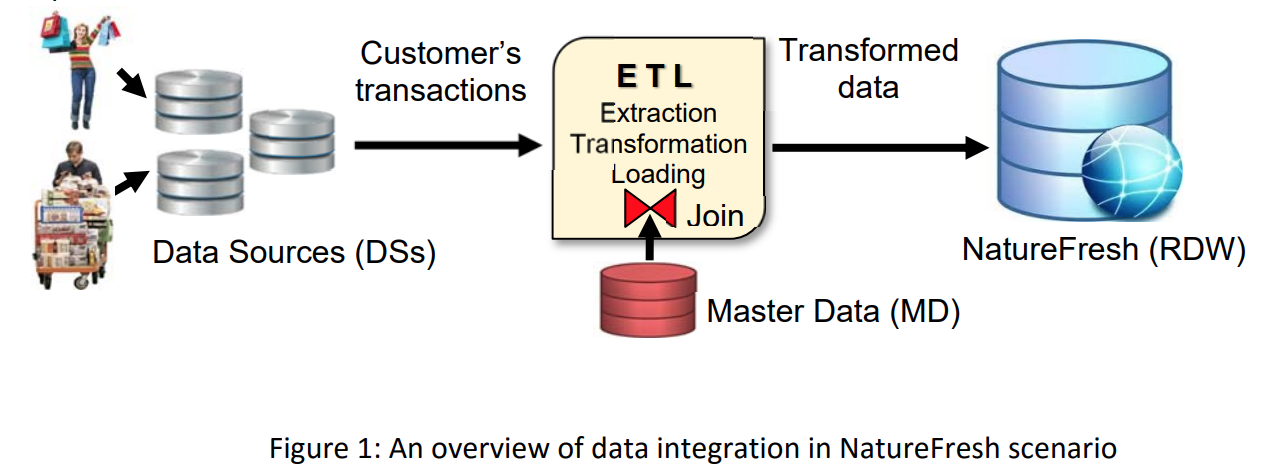 Customer's
transactions
E T L
Extraction
Transformation
Loading
Join
Transformed
data
Data Sources (DSs)
NatureFresh (RDW)
Master Data (MD)
Figure 1: An overview of data integration in NatureFresh scenario